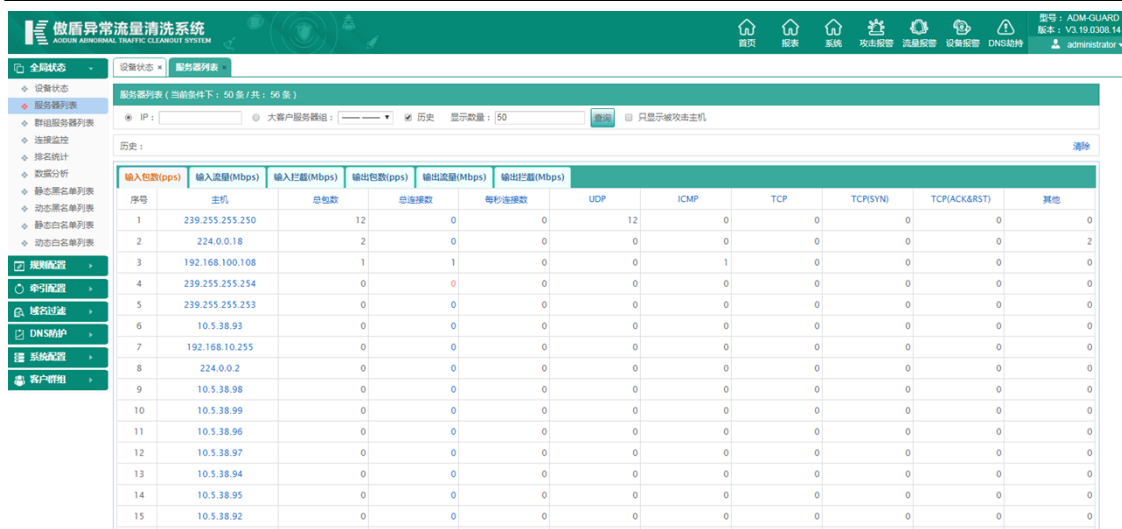 傲盾异常流量清洗系统
AODUN ABNORMAL TRAFFIC CLEANOUT SYSTEM
首页 报表 系统 攻击报警 流量报警 设备报警 DNS劫持
型号： ADM-GUARD
版本： V3.19.0308.14
administrator
全局状态
设备状态
服务器列表
群组服务器列表
连接监控
排名统计
数据分析
静态黑名单列表
动态黑名单列表
静态白名单列表
动态白名单列表
规则配置
牵引配置
域名过滤
DNS防护
系统配置
客户群组
设备状态 × 服务器列表 ×
服务器列表 ( 当前条件下： 50 条 / 共： 56 条 )
IP： 大客户服务器组： —— —— 历史 显示数量： 50 查询 只显示被攻击主机
历史： 清除
输入包数(pps) 输入流量(Mbps) 输入拦截(Mbps) 输出包数(pps) 输出流量(Mbps) 输出拦截(Mbps)
序号 主机 总包数 总连接数 每秒连接数 UDP ICMP TCP TCP(SYN) TCP(ACK&RST) 其他
1 239.255.255.250 12 0 0 12 0 0 0 0 0
2 224.0.0.18 2 0 0 0 0 0 0 0 2
3 192.168.100.108 1 1 0 0 1 0 0 0 0
4 239.255.255.254 0 0 0 0 0 0 0 0 0
5 239.255.255.253 0 0 0 0 0 0 0 0 0
6 10.5.38.93 0 0 0 0 0 0 0 0 0
7 192.168.10.255 0 0 0 0 0 0 0 0 0
8 224.0.0.2 0 0 0 0 0 0 0 0 0
9 10.5.38.98 0 0 0 0 0 0 0 0 0
10 10.5.38.99 0 0 0 0 0 0 0 0 0
11 10.5.38.96 0 0 0 0 0 0 0 0 0
12 10.5.38.97 0 0 0 0 0 0 0 0 0
13 10.5.38.94 0 0 0 0 0 0 0 0 0
14 10.5.38.95 0 0 0 0 0 0 0 0 0
15 10.5.38.92 0 0 0 0 0 0 0 0 0